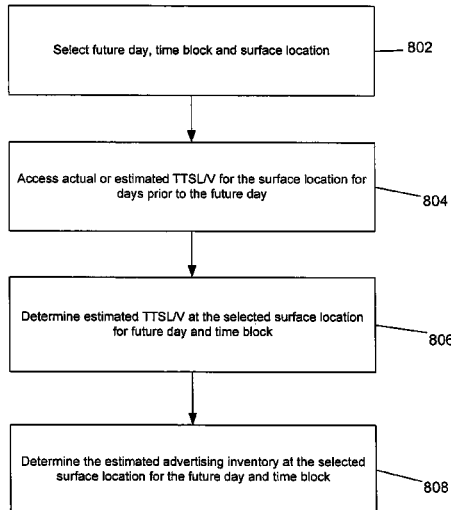 Select future day, time block and surface location
802
Access actual or estimated TTSL/V for the surface location for
days prior to the future day
804
Determine estimated TTSL/V at the selected surface location
for future day and time block
806
Determine the estimated advertising inventory at the selected
surface location for the future day and time block
808